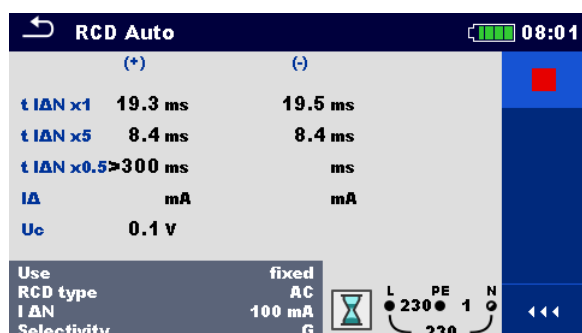 RCD Auto 08:01
(+) (-)
t IΔN x1 19.3 ms 19.5 ms
t IΔN x5 8.4 ms 8.4 ms
t IΔN x0.5 >300 ms ms
IΔ mA mA
Uc 0.1 V
Use fixed
RCD type AC
I ΔN 100 mA
Selectivity G
L PE N
230 1
230